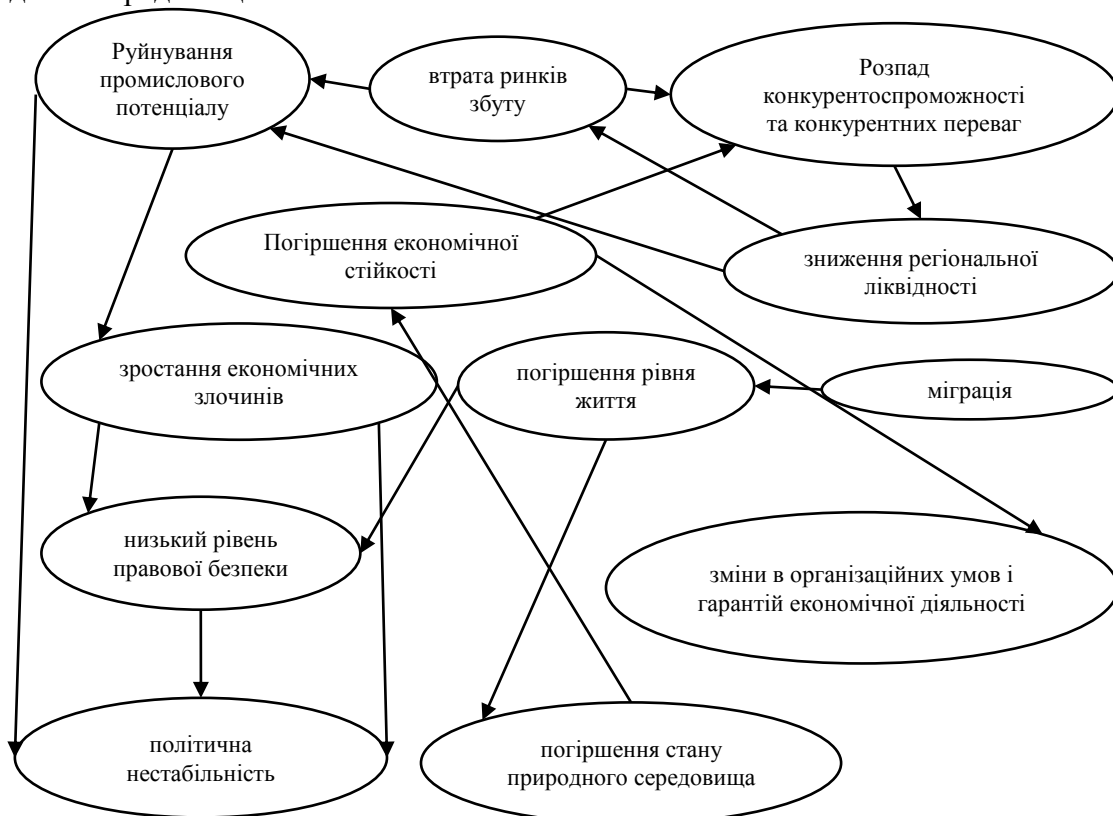 Руйнування
промислового
потенціалу
втрата ринків
збуту
Розпад
конкурентоспроможності
та конкурентних переваг
Погіршення економічної
стійкості
зниження регіональної
ліквідності
зростання економічних
злочинів
погіршення рівня
життя
міграція
низький рівень
правової безпеки
зміни в організаційних умов і
гарантій економічної діяльності
політична
нестабільність
погіршення стану
природного середовища